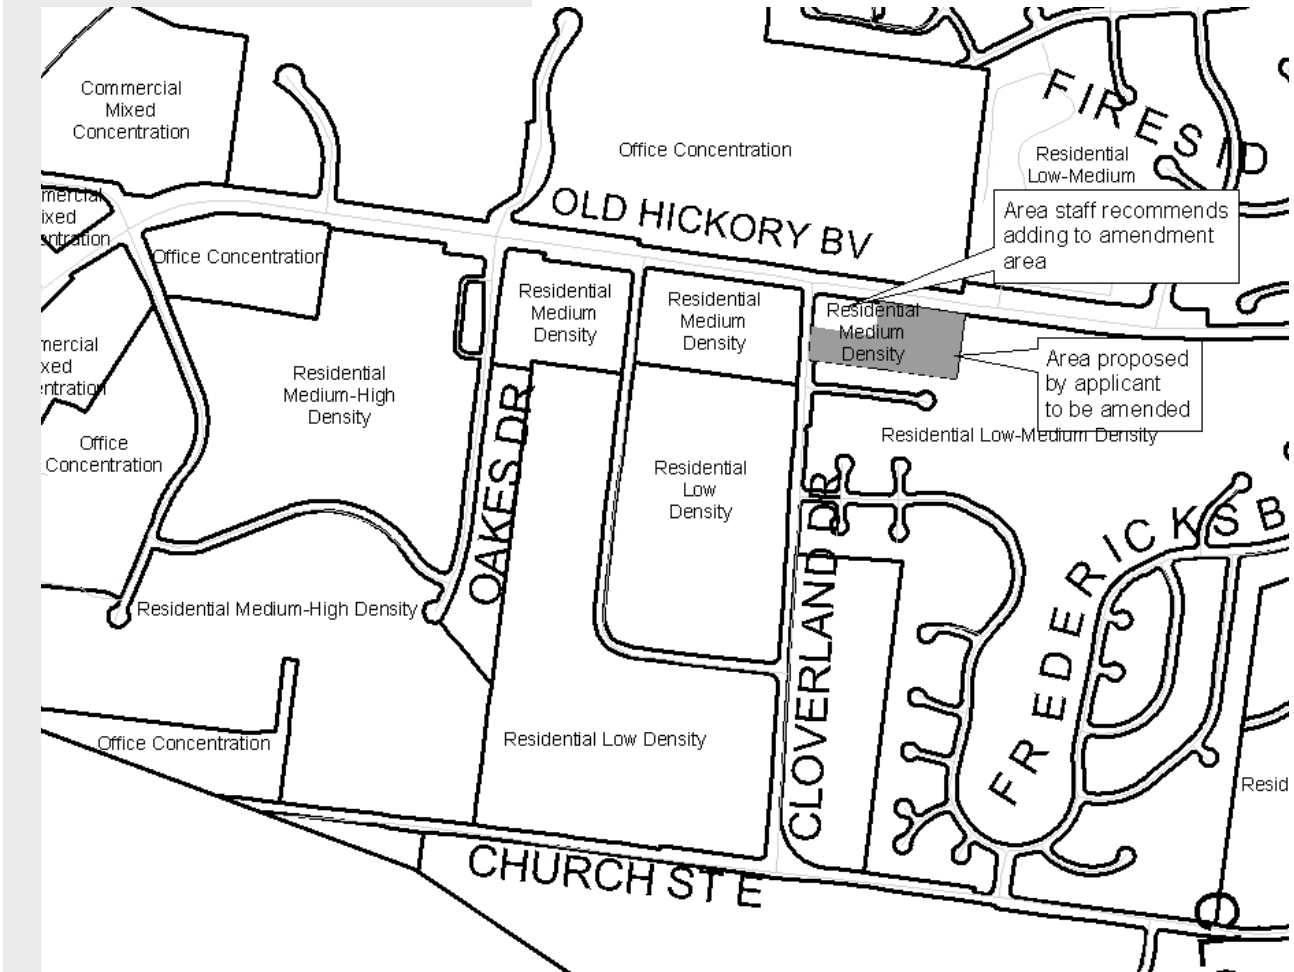 Commercial
Mixed
Concentration
Office Concentration
FIRES
Residential
Low-Medium
OLD HICKORY BV
Area staff recommends
adding to amendment
area
Office Concentration
Residential
Medium
Density
Residential
Medium
Density
Residential
Medium
Density
Area proposed
by applicant
to be amended
Residential
Medium-High
Density
Office
Concentration
Residential Low-Medium Density
OAKES DR
Residential
Low
Density
CLOVERLAND DR
FREDERICKSB
Residential Medium-High Density
Office Concentration
Residential Low Density
CHURCH ST E